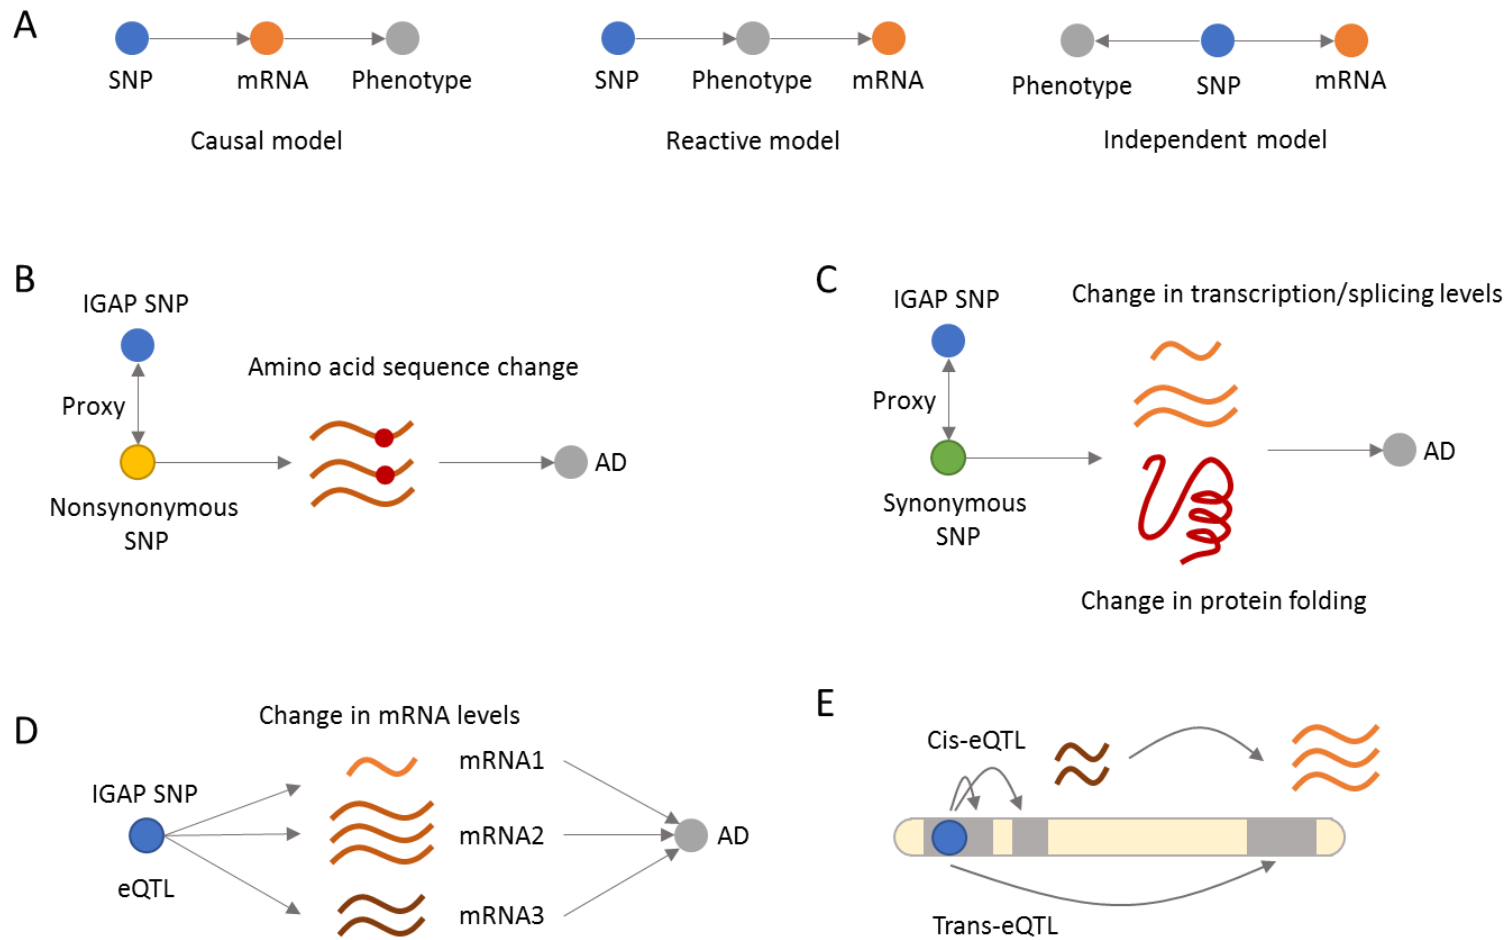 A
SNP
mRNA
Phenotype
Causal model
SNP
Phenotype
mRNA
Reactive model
Phenotype
SNP
mRNA
Independent model
B
IGAP SNP
Proxy
Nonsynonymous
SNP
Amino acid sequence change
AD
C
IGAP SNP
Proxy
Synonymous
SNP
Change in transcription/splicing levels
Change in protein folding
AD
D
Change in mRNA levels
IGAP SNP
eQTL
mRNA1
mRNA2
mRNA3
AD
E
Cis-eQTL
Trans-eQTL